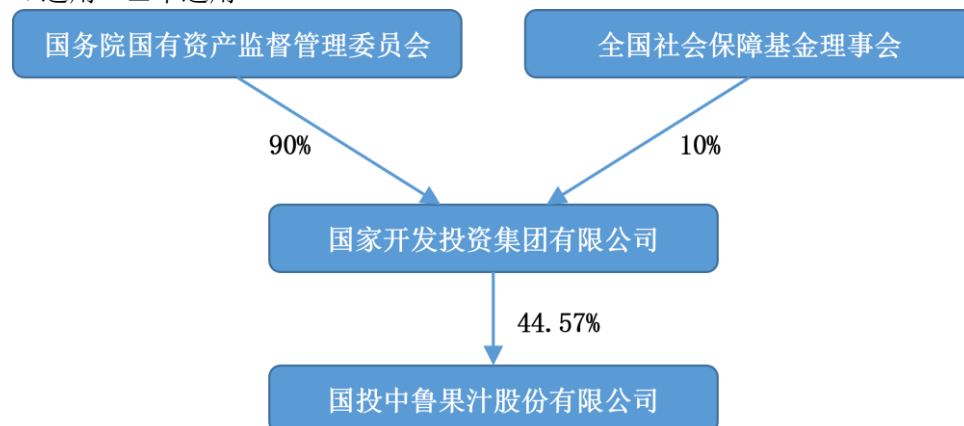 国务院国有资产监督管理委员会
全国社会保障基金理事会
90%
10%
国家开发投资集团有限公司
44.57%
国投中鲁果汁股份有限公司